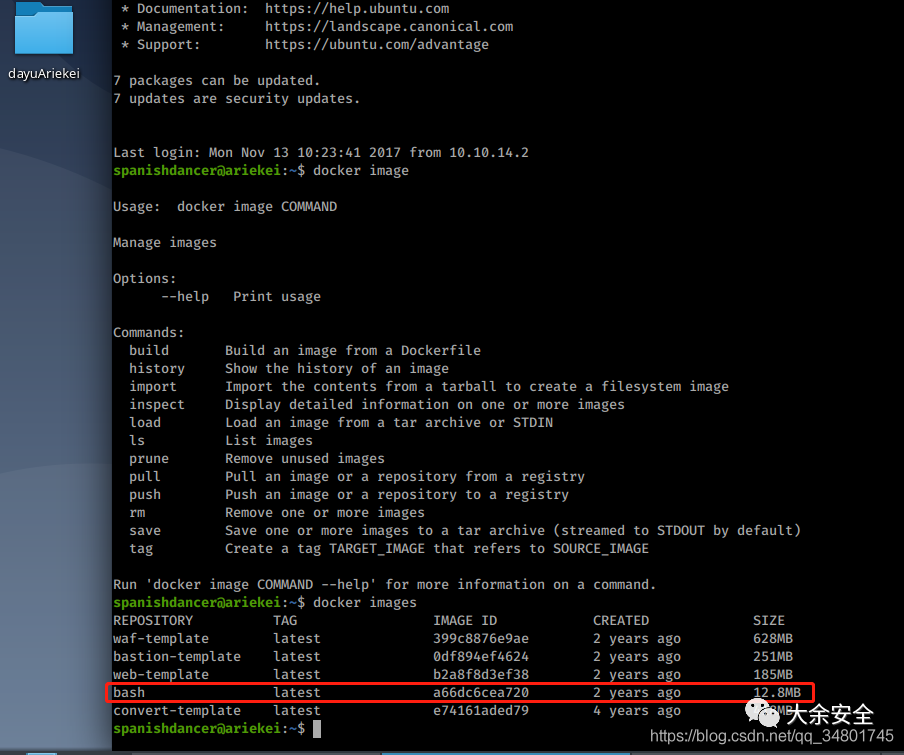 dayuAriekei
* Documentation:  https://help.ubuntu.com
* Management:     https://landscape.canonical.com
* Support:        https://ubuntu.com/advantage
7 packages can be updated.
7 updates are security updates.
Last login: Mon Nov 13 10:23:41 2017 from 10.10.14.2
spanishdancer@ariekei:~$ docker image
Usage:  docker image COMMAND
Manage images
Options:
      --help   Print usage
Commands:
  build       Build an image from a Dockerfile
  history     Show the history of an image
  import      Import the contents from a tarball to create a filesystem image
  inspect     Display detailed information on one or more images
  load        Load an image from a tar archive or STDIN
  ls          List images
  prune       Remove unused images
  pull        Pull an image or a repository from a registry
  push        Push an image or a repository to a registry
  rm          Remove one or more images
  save        Save one or more images to a tar archive (streamed to STDOUT by default)
  tag         Create a tag TARGET_IMAGE that refers to SOURCE_IMAGE
Run 'docker image COMMAND --help' for more information on a command.
spanishdancer@ariekei:~$ docker images
REPOSITORY          TAG                 IMAGE ID            CREATED             SIZE
waf-template        latest              399c8876e9ae        2 years ago         628MB
bastion-template    latest              0df894ef4624        2 years ago         251MB
web-template        latest              b2a8f8d3ef38        2 years ago         185MB
bash                latest              a66dc6cea720        2 years ago         12.8MB
convert-template    latest              e74161aded79        4 years ago
spanishdancer@ariekei:~$
大余安全
https://blog.csdn.net/qq_34801745